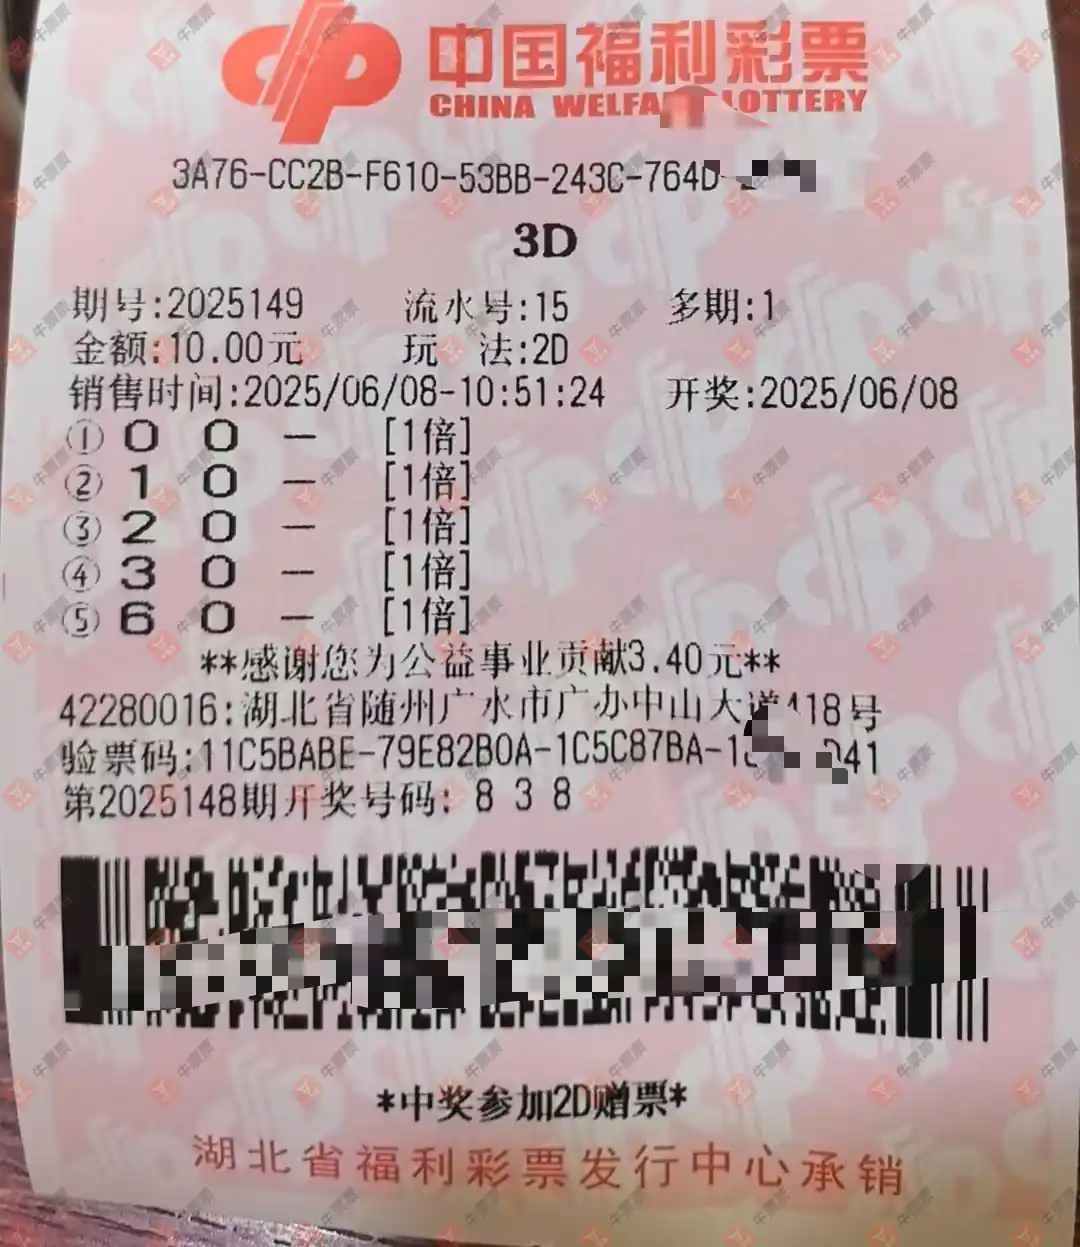 中国福利彩票
CHINA WELFA LOTTERY
3A76-CC2B-F610-53BB-243C-764D-
3D
期号:2025149 流水号:15 多期:1
金额:10.00元 玩 法:2D
销售时间:2025/06/08-10:51:24 开奖:2025/06/08
① 0 0 — [1倍]
② 1 0 — [1倍]
③ 2 0 — [1倍]
④ 3 0 — [1倍]
⑤ 6 0 — [1倍]
**感谢您为公益事业贡献3.40元**
42280016:湖北省随州广水市广办中山大道418号
验票码:11C5BABE-79E82B0A-1C5C87BA-1 041
第2025148期开奖号码: 8 3 8
*中奖参加2D赠票*
湖北省福利彩票发行中心承销